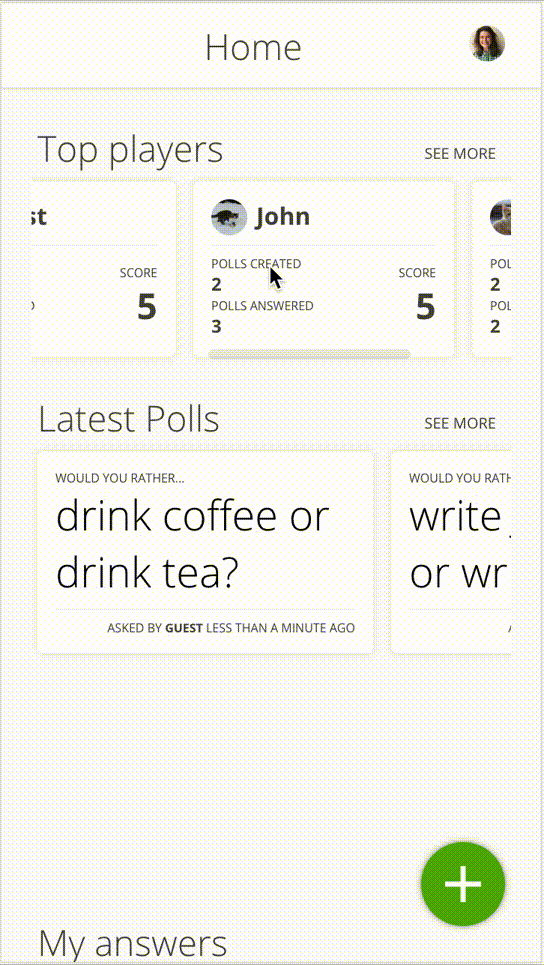 Home
Top players
SEE MORE
st
SCORE
5
John
POLLS CREATED
2
POLLS ANSWERED
3
SCORE
5
POL
2
POL
2
Latest Polls
SEE MORE
WOULD YOU RATHER...
drink coffee or
drink tea?
ASKED BY GUEST LESS THAN A MINUTE AGO
WOULD YOU RATH
write
or wr
My answers